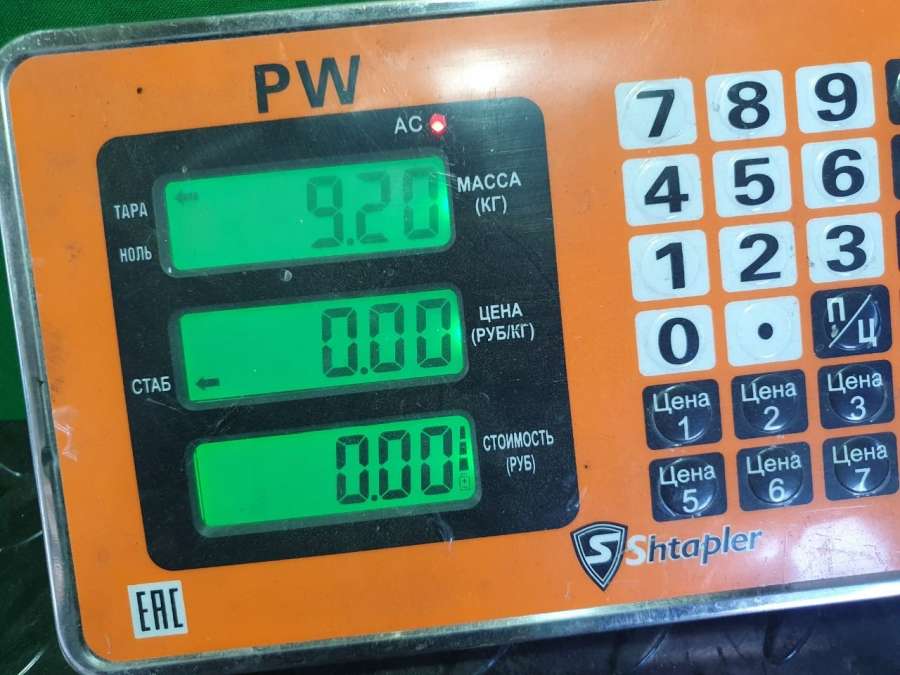 PW
AC
ТАРА
НОЛЬ
9.20
МАССА
(КГ)
СТАБ
0.00
ЦЕНА
(РУБ/КГ)
0.00
СТОИМОСТЬ
(РУБ)
7 8 9
4 5 6
1 2 3
0 . П/Ц
Цена 1 Цена 2 Цена 3
Цена 5 Цена 6 Цена 7
S Shtapler
EAC